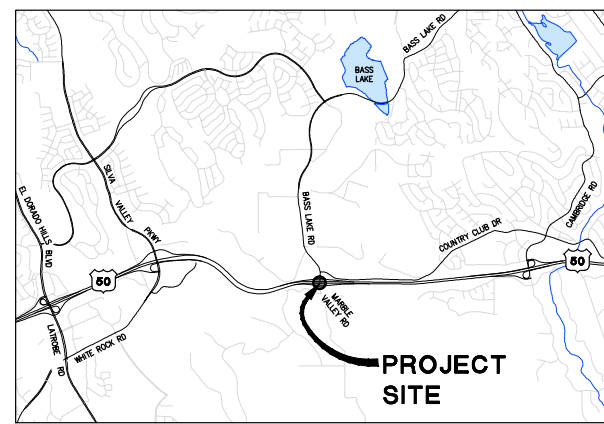 BASS LAKE RD
BASS
LAKE
SILVA VALLEY PKWY
EL DORADO HILLS BLVD
BASS LAKE RD
CAMBRIDGE RD
COUNTRY CLUB DR
50
50
MARBLE
VALLEY RD
LATROBE RD
WHITE ROCK RD
PROJECT
SITE